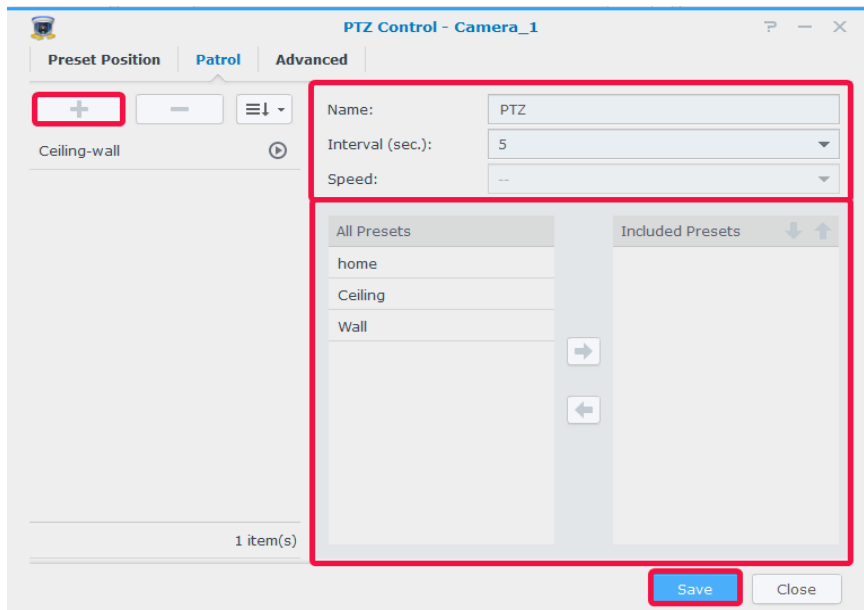 PTZ Control - Camera_1
Preset Position Patrol Advanced
Name: PTZ
Ceiling-wall
Interval (sec.): 5
Speed: --
All Presets Included Presets
home
Ceiling
Wall
1 item(s)
Save Close